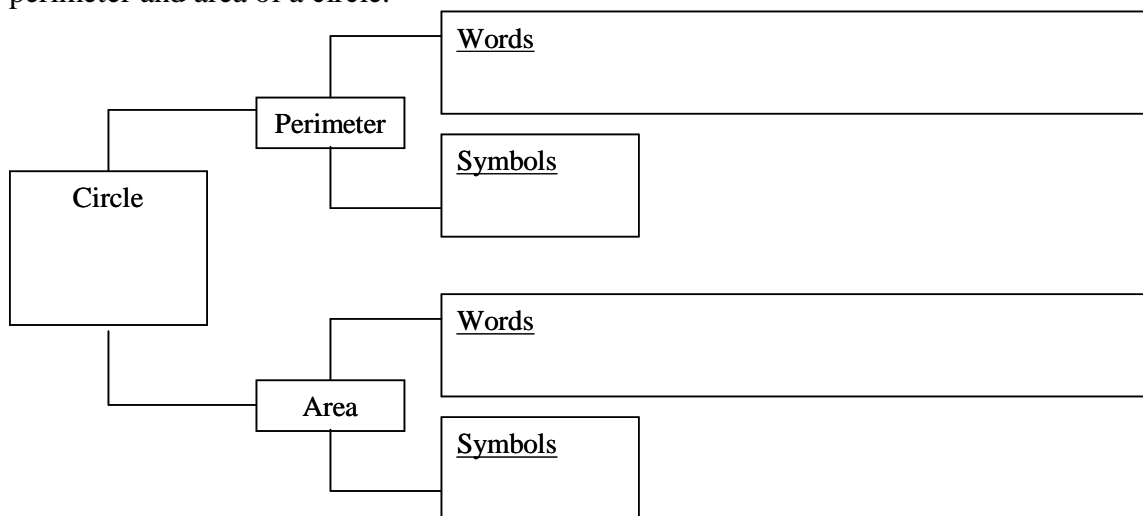 perimeter and area of a circle.
Words
Perimeter
Symbols
Circle
Words
Area
Symbols